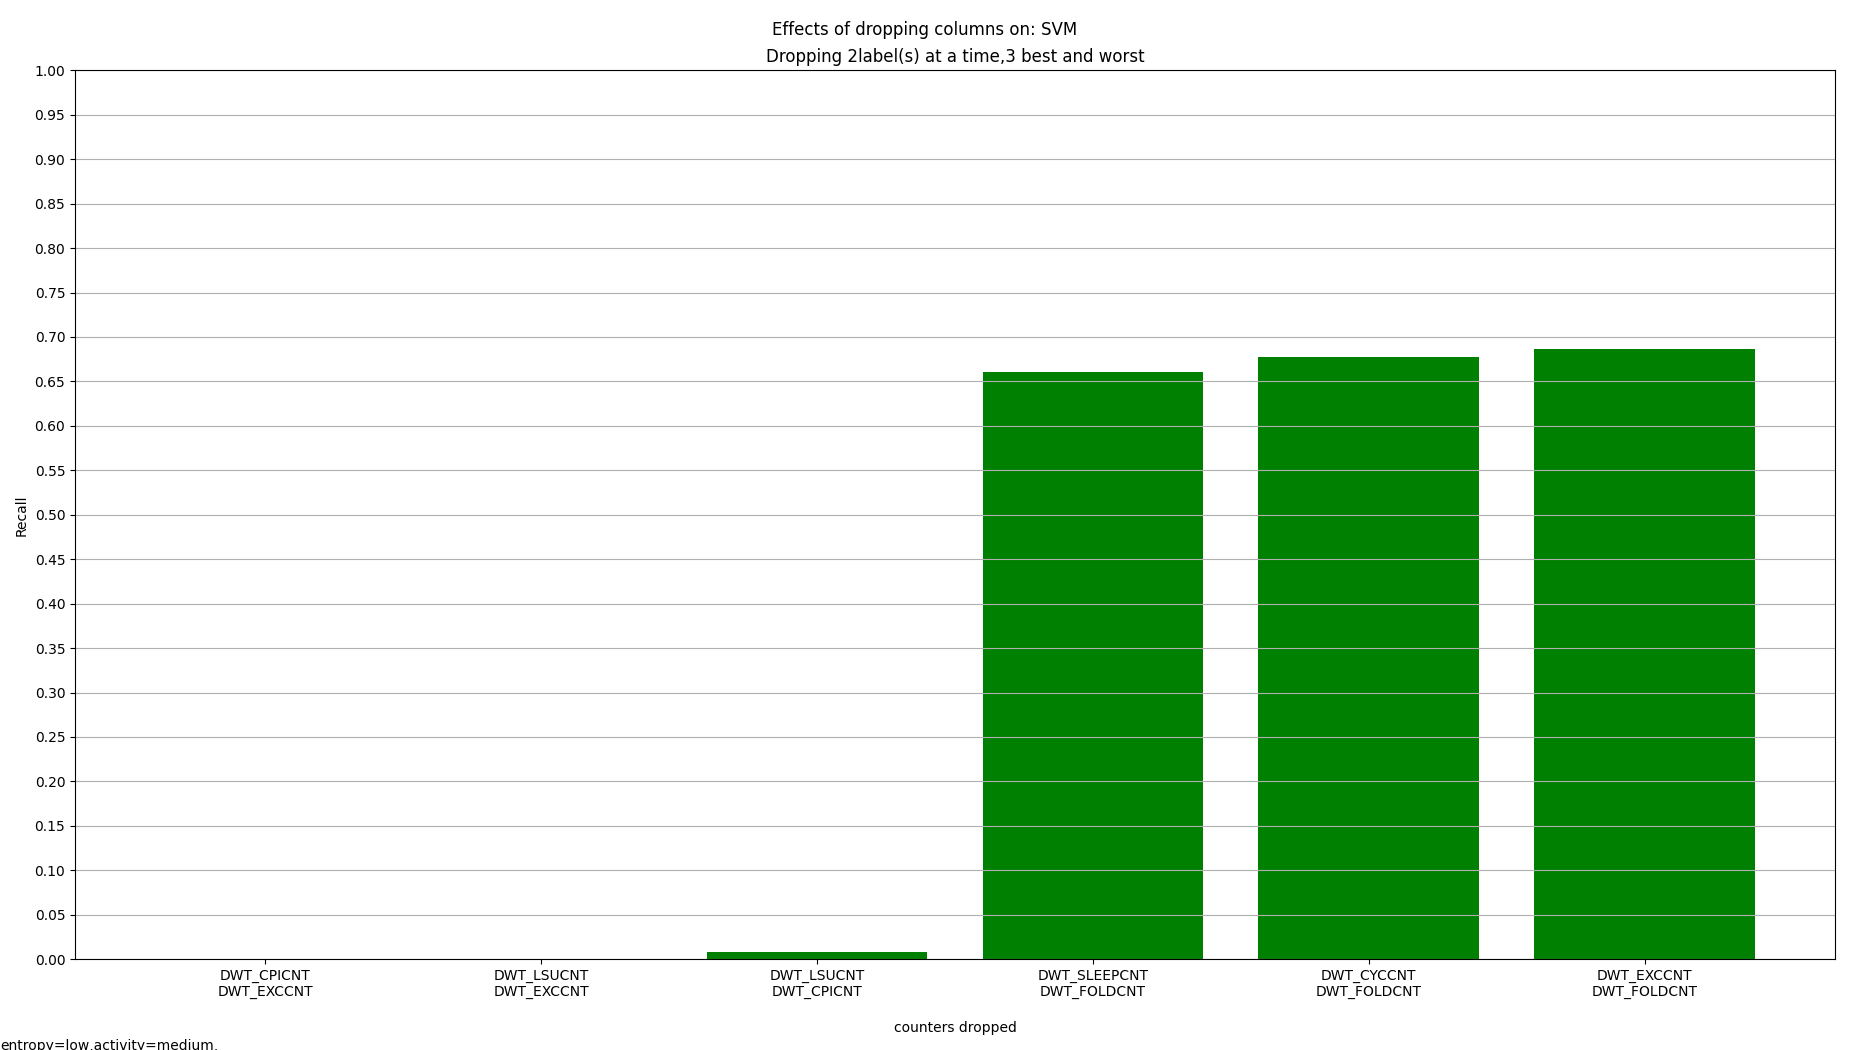 Effects of dropping columns on: SVM
Dropping 2label(s) at a time,3 best and worst
1.00
0.95
0.90
0.85
0.80
0.75
0.70
0.65
0.60
0.55
0.50
0.45
0.40
0.35
0.30
0.25
0.20
0.15
0.10
0.05
0.00
Recall
DWT_CPICNT
DWT_EXCCNT
DWT_LSUCNT
DWT_EXCCNT
DWT_LSUCNT
DWT_CPICNT
DWT_SLEEPCNT
DWT_FOLDCNT
DWT_CYCCNT
DWT_FOLDCNT
DWT_EXCCNT
DWT_FOLDCNT
counters dropped
entropy=low,activity=medium,